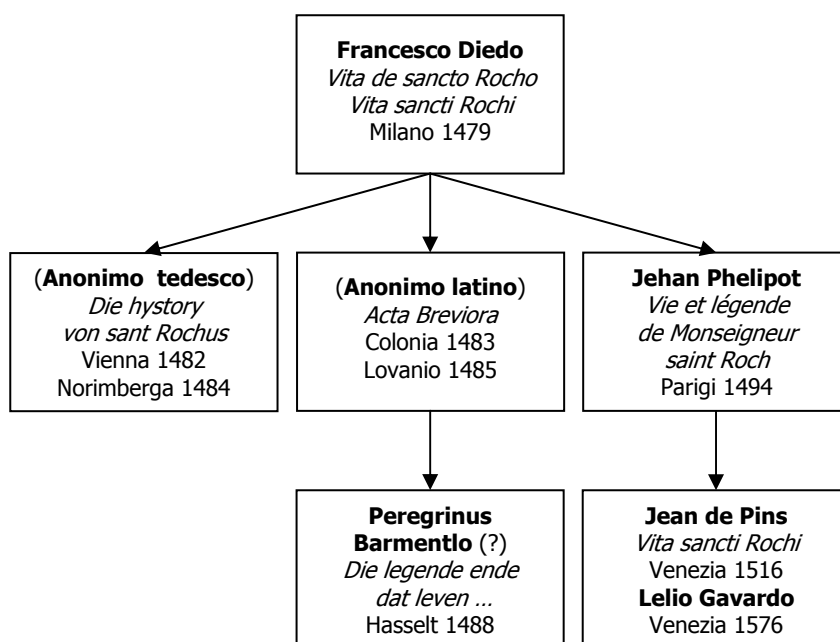 Francesco Diedo
Vita de sancto Rocho
Vita sancti Rochi
Milano 1479
(Anonimo tedesco)
Die hystory
von sant Rochus
Vienna 1482
Norimberga 1484
(Anonimo latino)
Acta Breviora
Colonia 1483
Lovanio 1485
Jehan Phelipot
Vie et légende
de Monseigneur
saint Roch
Parigi 1494
Peregrinus
Barmentlo (?)
Die legende ende
dat leven ...
Hasselt 1488
Jean de Pins
Vita sancti Rochi
Venezia 1516
Lelio Gavardo
Venezia 1576